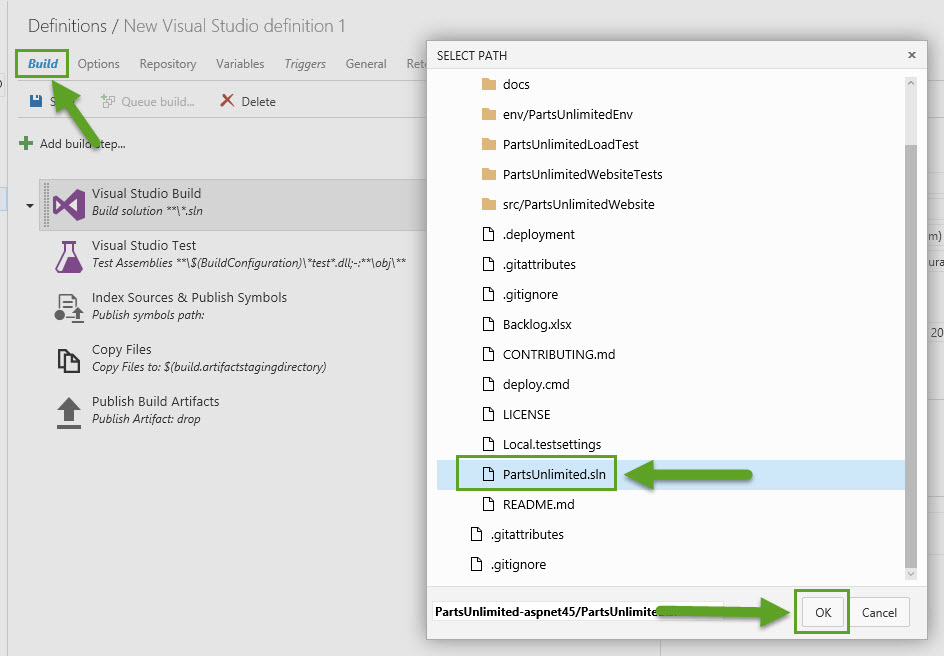 Definitions / New Visual Studio definition 1
Build Options Repository Variables Triggers General Ret
Queue build... Delete
Add build step...
Visual Studio Build
Build solution **\*.sln
Visual Studio Test
Test Assemblies **\$(BuildConfiguration)\*test*.dll;-:**\obj\**
Index Sources & Publish Symbols
Publish symbols path:
Copy Files
Copy Files to: $(build.artifactstagingdirectory)
Publish Build Artifacts
Publish Artifact: drop
SELECT PATH
docs
env/PartsUnlimitedEnv
PartsUnlimitedLoadTest
PartsUnlimitedWebsiteTests
src/PartsUnlimitedWebsite
.deployment
.gitattributes
.gitignore
Backlog.xlsx
CONTRIBUTING.md
deploy.cmd
LICENSE
Local.testsettings
PartsUnlimited.sln
README.md
.gitattributes
.gitignore
PartsUnlimited-aspnet45/PartsUnlimite
OK Cancel
m)
ura
20